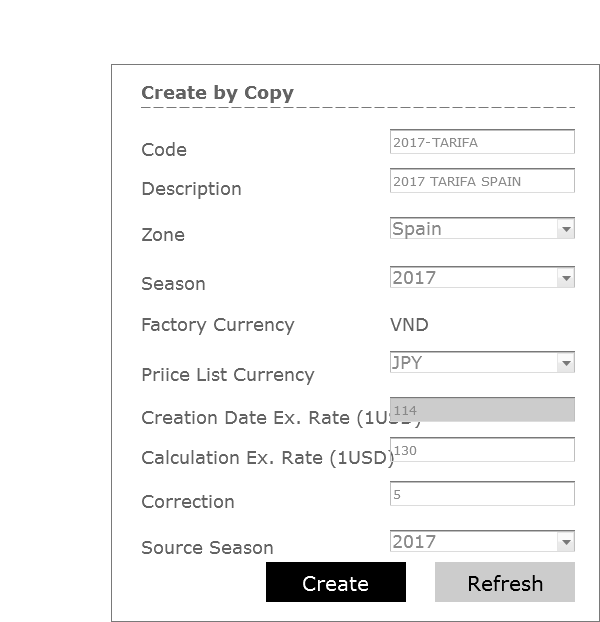 Create by Copy
Code 2017-TARIFA
Description 2017 TARIFA SPAIN
Zone Spain
Season 2017
Factory Currency VND
Priice List Currency JPY
Creation Date Ex. Rate (1USD) 114
Calculation Ex. Rate (1USD) 130
Correction 5
Source Season 2017
Create Refresh